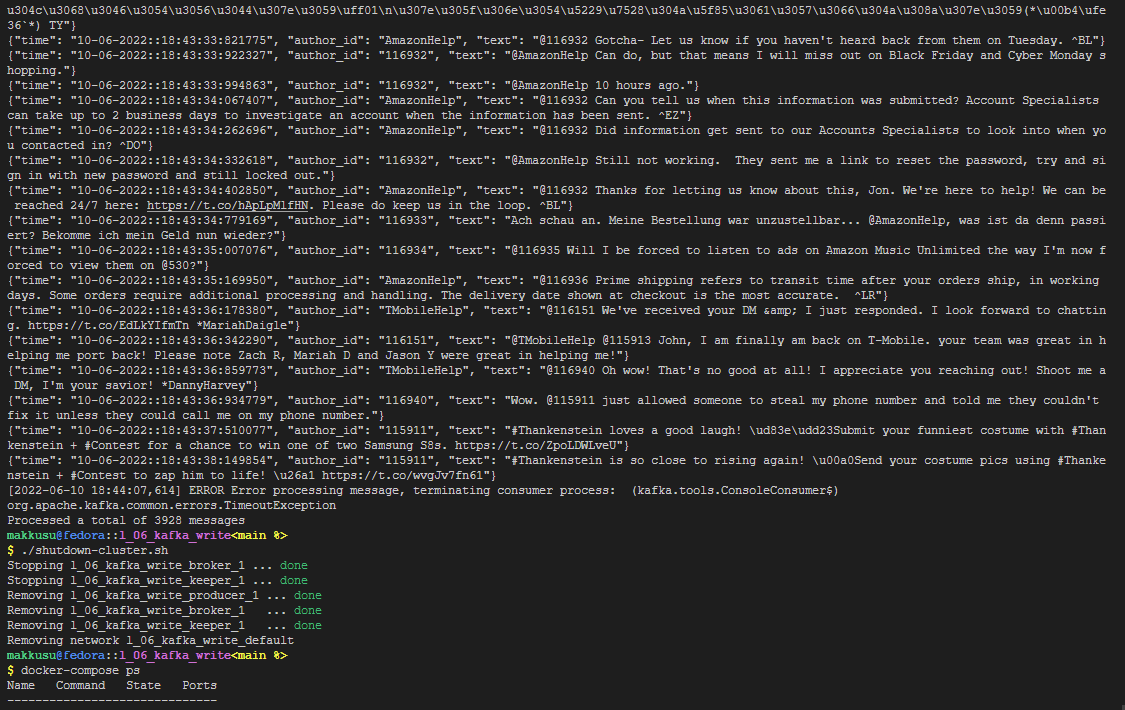 u304c\u3068\u3046\u3054\u3056\u3044\u307e\u3059\uff01\n\u307e\u305f\u306e\u3054\u5229\u7528\u304a\u5f85\u3061\u3057\u3066\u304a\u308a\u307e\u3059(*\u00b4\ufe
36`*) TY"}
{"time": "10-06-2022::18:43:33:821775", "author_id": "AmazonHelp", "text": "@116932 Gotcha- Let us know if you haven't heard back from them on Tuesday. ^BL"}
{"time": "10-06-2022::18:43:33:922327", "author_id": "116932", "text": "@AmazonHelp Can do, but that means I will miss out on Black Friday and Cyber Monday s
hopping."}
{"time": "10-06-2022::18:43:33:994863", "author_id": "116932", "text": "@AmazonHelp 10 hours ago."}
{"time": "10-06-2022::18:43:34:067407", "author_id": "AmazonHelp", "text": "@116932 Can you tell us when this information was submitted? Account Specialists
can take up to 2 business days to investigate an account when the information has been sent. ^EZ"}
{"time": "10-06-2022::18:43:34:262696", "author_id": "AmazonHelp", "text": "@116932 Did information get sent to our Accounts Specialists to look into when yo
u contacted in? ^DO"}
{"time": "10-06-2022::18:43:34:332618", "author_id": "116932", "text": "@AmazonHelp Still not working.  They sent me a link to reset the password, try and si
gn in with new password and still locked out."}
{"time": "10-06-2022::18:43:34:402850", "author_id": "AmazonHelp", "text": "@116932 Thanks for letting us know about this, Jon. We're here to help! We can be
 reached 24/7 here: https://t.co/hApLpMlfHN. Please do keep us in the loop. ^BL"}
{"time": "10-06-2022::18:43:34:779169", "author_id": "116933", "text": "Ach schau an. Meine Bestellung war unzustellbar... @AmazonHelp, was ist da denn passi
ert? Bekomme ich mein Geld nun wieder?"}
{"time": "10-06-2022::18:43:35:007076", "author_id": "116934", "text": "@116935 Will I be forced to listen to ads on Amazon Music Unlimited the way I'm now f
orced to view them on @530?"}
{"time": "10-06-2022::18:43:35:169950", "author_id": "AmazonHelp", "text": "@116936 Prime shipping refers to transit time after your orders ship, in working
days. Some orders require additional processing and handling. The delivery date shown at checkout is the most accurate.  ^LR"}
{"time": "10-06-2022::18:43:36:178380", "author_id": "TMobileHelp", "text": "@116151 We've received your DM &amp; I just responded. I look forward to chattin
g. https://t.co/EdLkYIfmTn *MariahDaigle"}
{"time": "10-06-2022::18:43:36:342290", "author_id": "116151", "text": "@TMobileHelp @115913 John, I am finally am back on T-Mobile. your team was great in h
elping me port back! Please note Zach R, Mariah D and Jason Y were great in helping me!"}
{"time": "10-06-2022::18:43:36:859773", "author_id": "TMobileHelp", "text": "@116940 Oh wow! That's no good at all! I appreciate you reaching out! Shoot me a
 DM, I'm your savior! *DannyHarvey"}
{"time": "10-06-2022::18:43:36:934779", "author_id": "116940", "text": "Wow. @115911 just allowed someone to steal my phone number and told me they couldn't
fix it unless they could call me on my phone number."}
{"time": "10-06-2022::18:43:37:510077", "author_id": "115911", "text": "#Thankenstein loves a good laugh! \ud83e\udd23Submit your funniest costume with #Than
kenstein + #Contest for a chance to win one of two Samsung S8s. https://t.co/ZpoLDWLveU"}
{"time": "10-06-2022::18:43:38:149854", "author_id": "115911", "text": "#Thankenstein is so close to rising again! \u00a0Send your costume pics using #Thanke
nstein + #Contest to zap him to life! \u26a1 https://t.co/wvgJv7fn61"}
[2022-06-10 18:44:07,614] ERROR Error processing message, terminating consumer process:  (kafka.tools.ConsoleConsumer$)
org.apache.kafka.common.errors.TimeoutException
Processed a total of 3928 messages
makkusu@fedora::l_06_kafka_write<main %>
$ ./shutdown-cluster.sh
Stopping l_06_kafka_write_broker_1 ... done
Stopping l_06_kafka_write_keeper_1 ... done
Removing l_06_kafka_write_producer_1 ... done
Removing l_06_kafka_write_broker_1   ... done
Removing l_06_kafka_write_keeper_1   ... done
Removing network l_06_kafka_write_default
makkusu@fedora::l_06_kafka_write<main %>
$ docker-compose ps
Name   Command   State   Ports
------------------------------